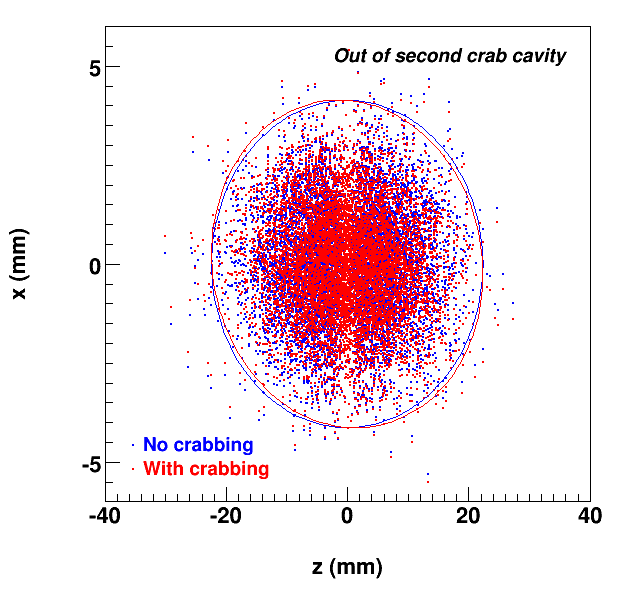 Out of second crab cavity
5
x (mm)
0
No crabbing
With crabbing
-5
-40
-20
0
20
40
z (mm)